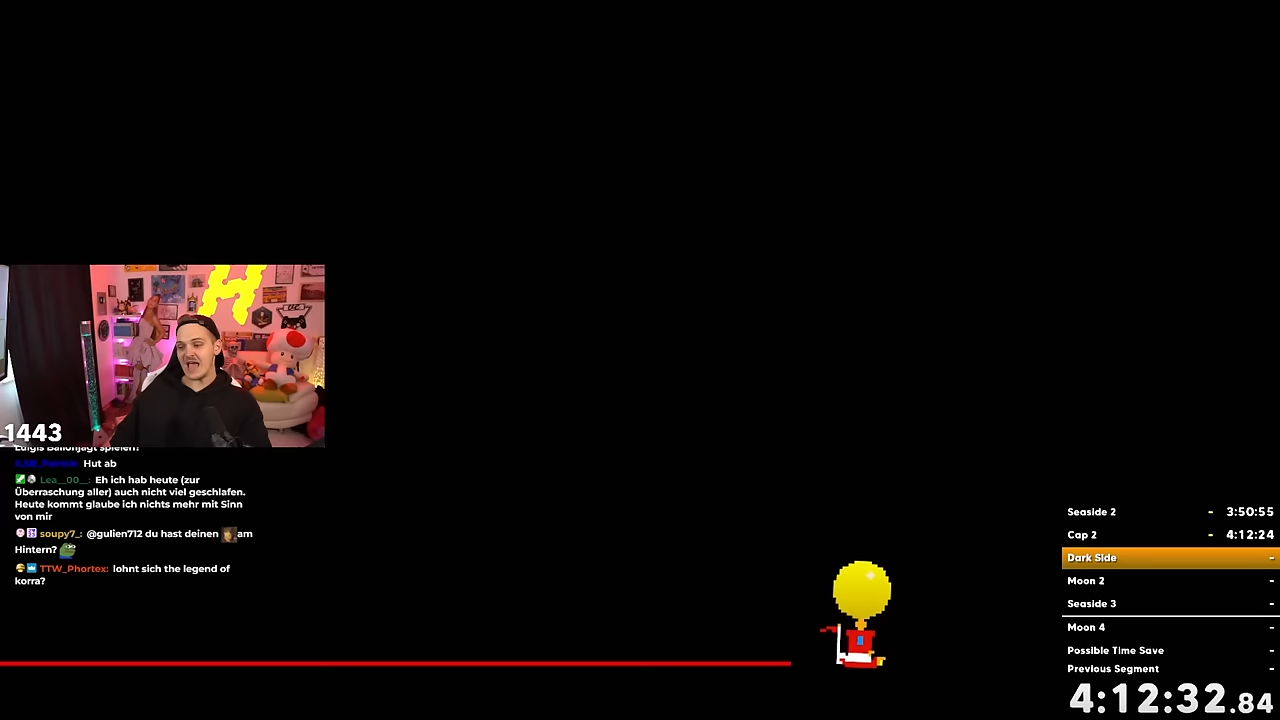 1443
Luigis Ballonjagd spielen?
Hut ab
Lea__00__: Eh ich hab heute (zur
Überraschung aller) auch nicht viel geschlafen.
Heute kommt glaube ich nichts mehr mit Sinn
von mir
soupy7_: @gulien712 du hast deinen am
Hintern?
TTW_Phortex: lohnt sich the legend of
korra?
Seaside 2 - 3:50:55
Cap 2 - 4:12:24
Dark Side -
Moon 2 -
Seaside 3 -
Moon 4 -
Possible Time Save -
Previous Segment -
4:12:32.84